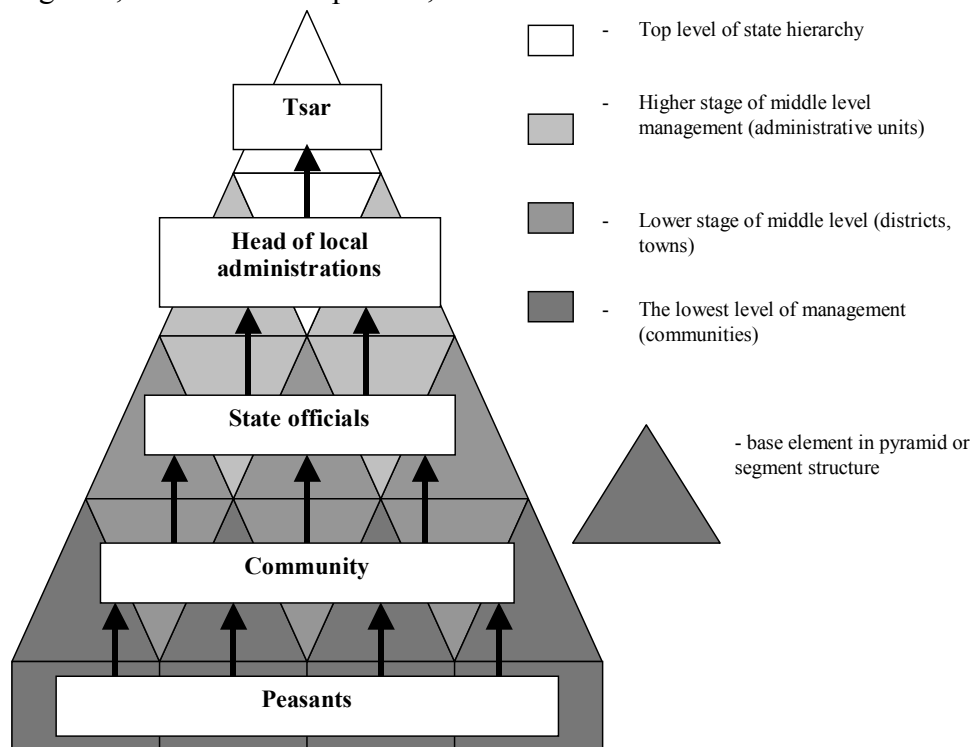 Tsar
Head of local
administrations
State officials
Community
Peasants
- Top level of state hierarchy
- Higher stage of middle level
management (administrative units)
- Lower stage of middle level (districts,
towns)
- The lowest level of management
(communities)
- base element in pyramid or
segment structure